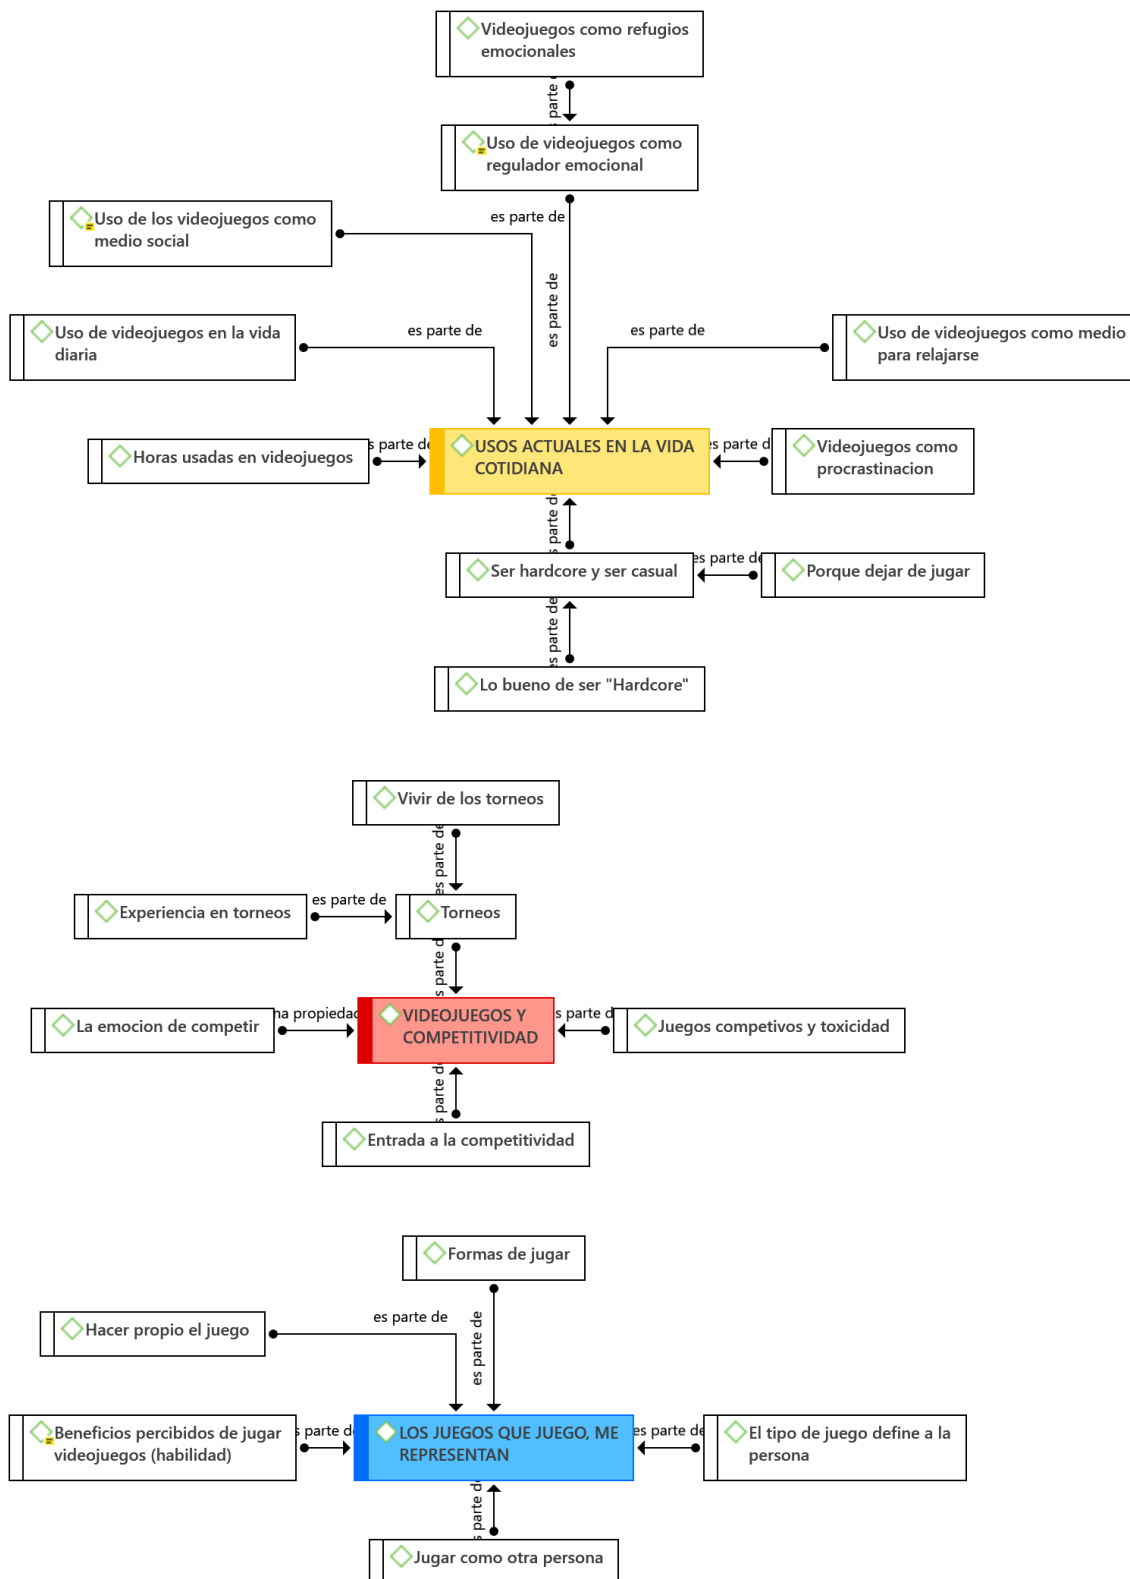 Videojuegos como refugios
emocionales
parte
Uso de videojuegos como
regulador emocional
es parte de
Uso de los videojuegos como
medio social
es parte de
Uso de videojuegos en la vida
diaria
es parte de
es parte de
Uso de videojuegos como medio
para relajarse
Horas usadas en videojuegos
parte de
USOS ACTUALES EN LA VIDA
COTIDIANA
es parte d
Videojuegos como
procrastinacion
parte de
Ser hardcore y ser casual
es parte de
Porque dejar de jugar
es parte de
Lo bueno de ser "Hardcore"
Vivir de los torneos
es parte de
Experiencia en torneos
es parte de
Torneos
parte d
La emocion de competir
na propiedad
VIDEOJUEGOS Y
COMPETITIVIDAD
parte d
Juegos competivos y toxicidad
parte de
Entrada a la competitividad
Formas de jugar
Hacer propio el juego
es parte de
es parte de
Beneficios percibidos de jugar
videojuegos (habilidad)
parte de
LOS JUEGOS QUE JUEGO, ME
REPRESENTAN
es parte de
El tipo de juego define a la
persona
parte de
Jugar como otra persona